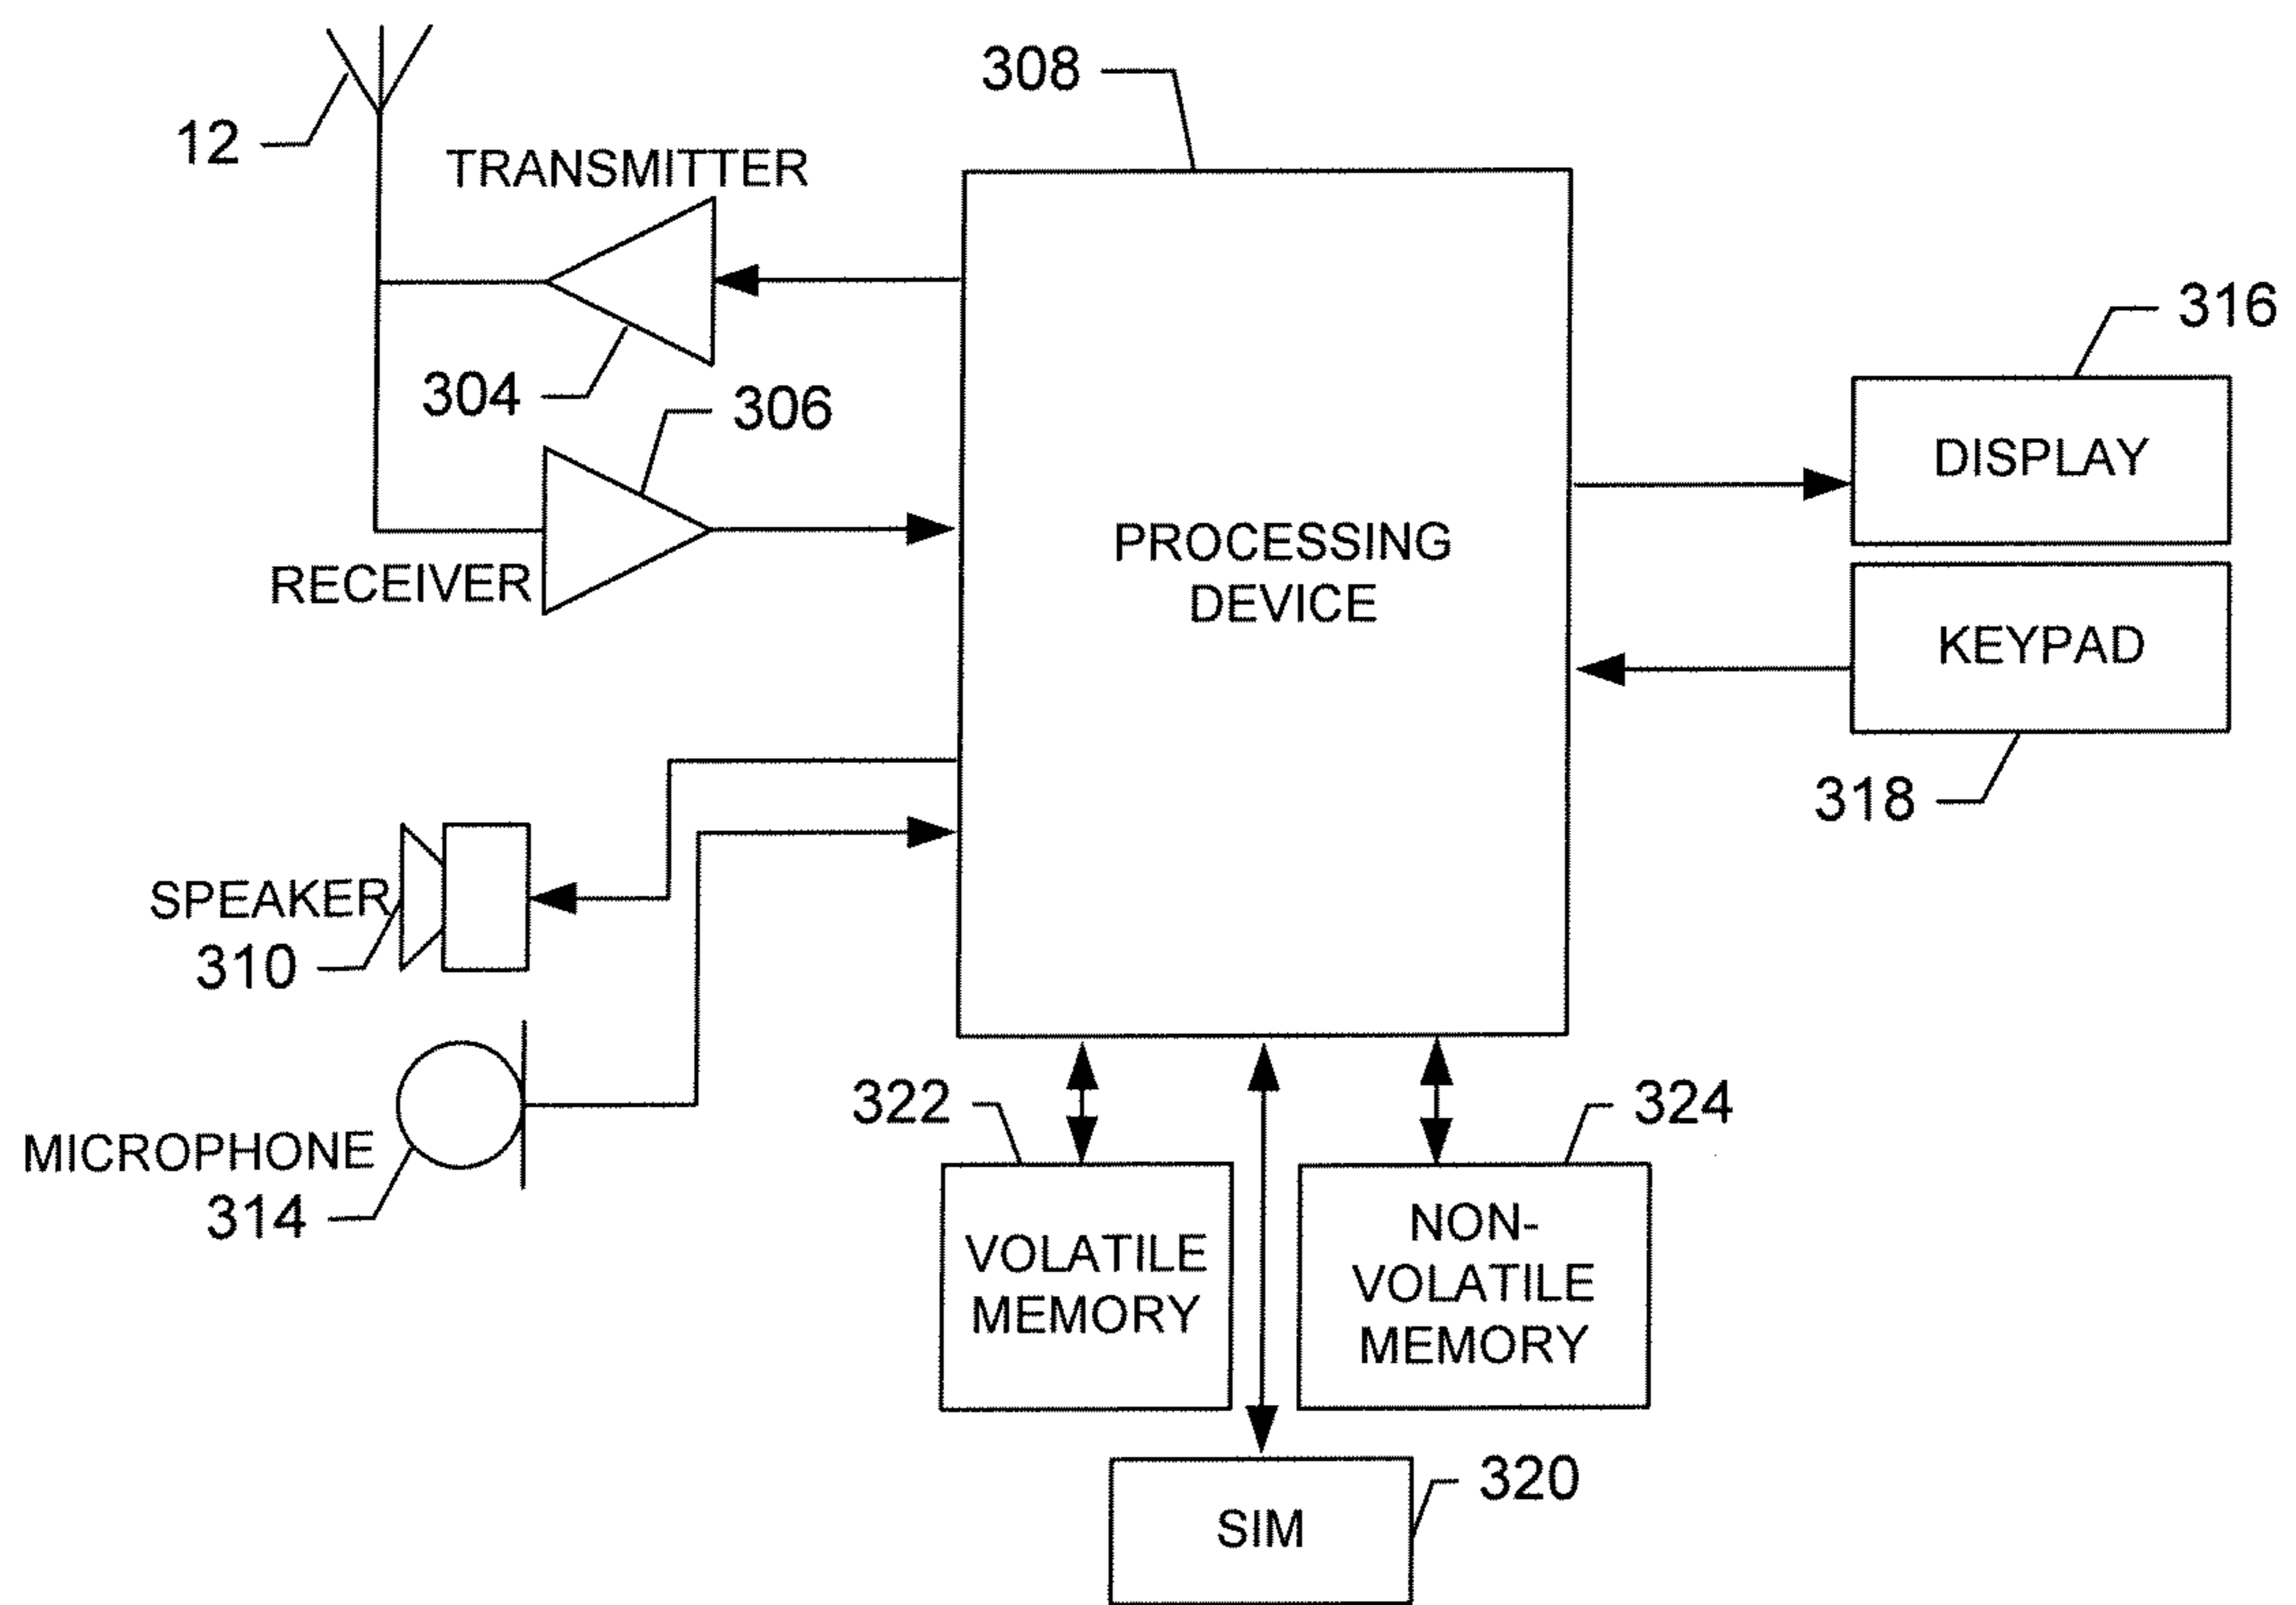 308
12
TRANSMITTER
316
304
306
DISPLAY
PROCESSING
DEVICE
RECEIVER
KEYPAD
318
SPEAKER
310
322
324
MICROPHONE
314
NON-
VOLATILE
MEMORY
VOLATILE
MEMORY
320
SIM